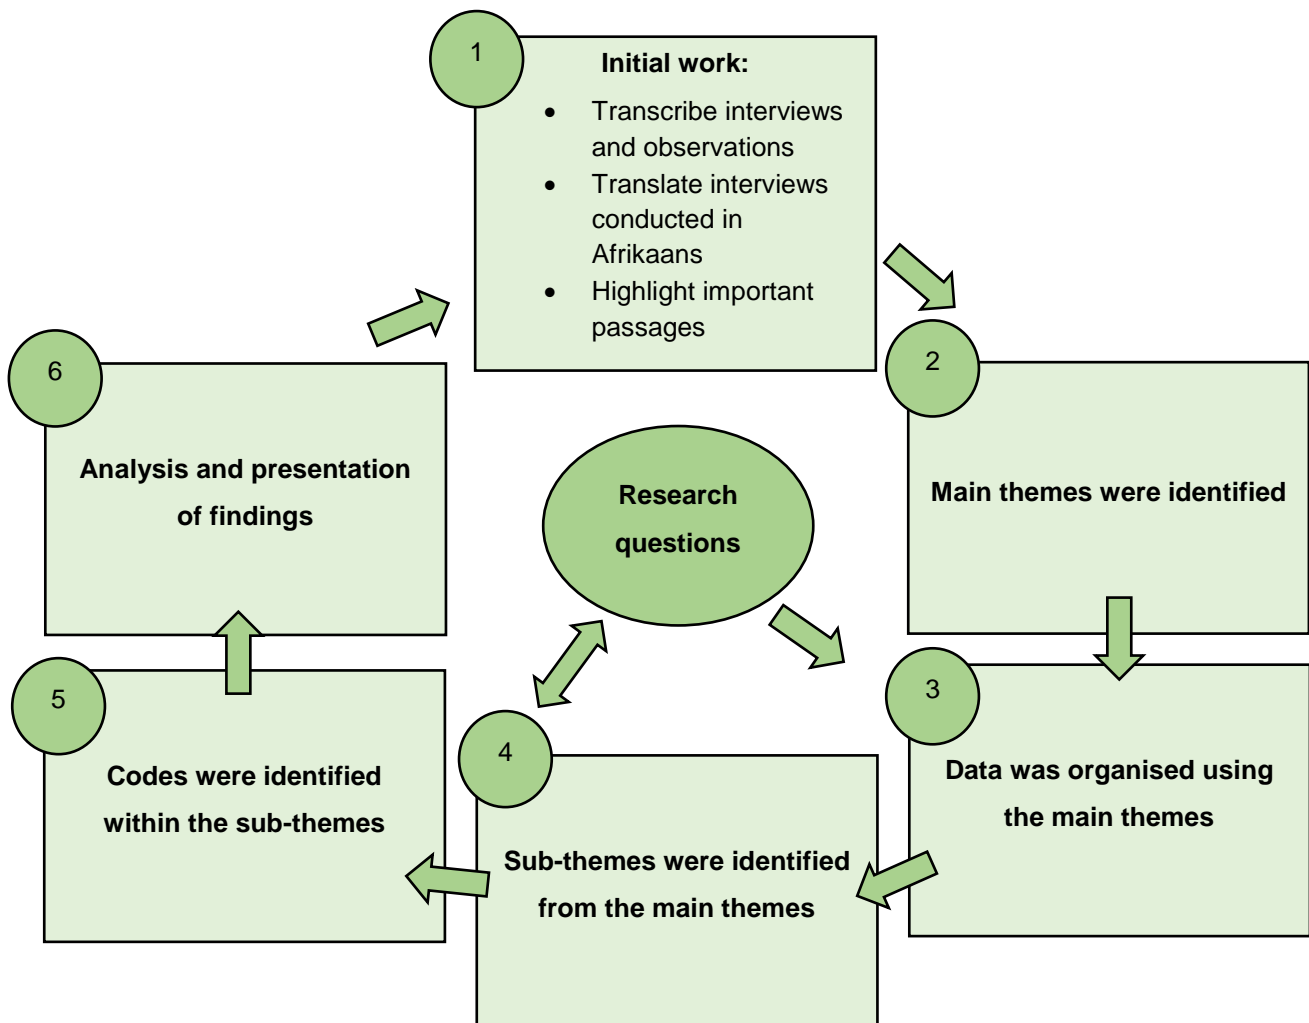 1
Initial work:
• Transcribe interviews
and observations
• Translate interviews
conducted in
Afrikaans
• Highlight important
passages
2
Main themes were identified
3
Data was organised using
the main themes
4
Sub-themes were identified
from the main themes
5
Codes were identified
within the sub-themes
6
Analysis and presentation
of findings
Research
questions